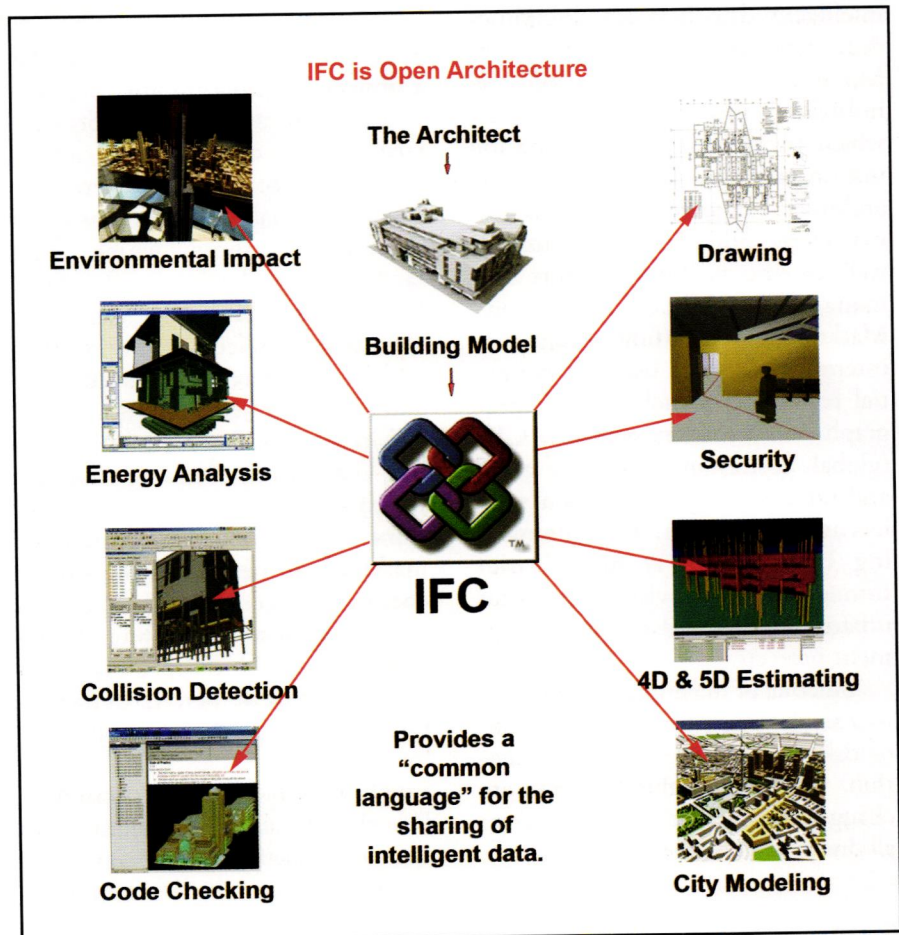 IFC is Open Architecture
The Architect
Environmental Impact
Drawing
Building Model
Energy Analysis
Security
TM
IFC
Collision Detection
4D & 5D Estimating
Provides a
“common
language” for the
sharing of
intelligent data.
Code Checking
City Modeling